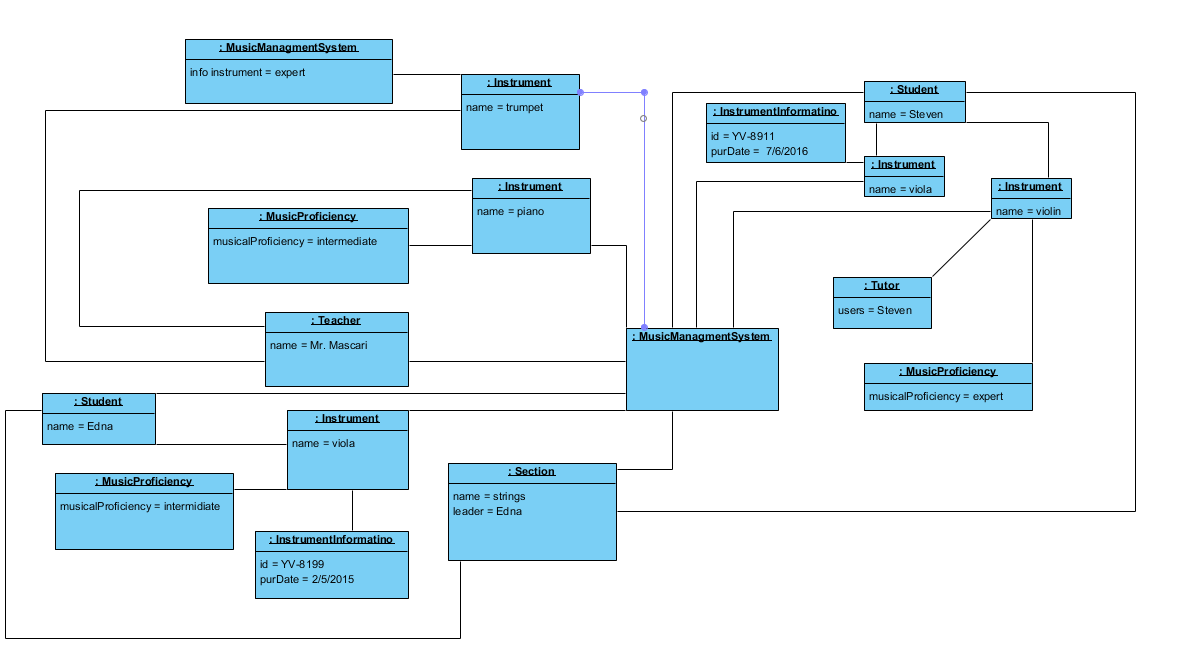 : MusicManagmentSystem
info instrument = expert
: Instrument
name = trumpet
: Student
name = Steven
: InstrumentInformatino
id = YV-8911
purDate =  7/6/2016
: Instrument
name = viola
: Instrument
name = violin
: Instrument
name = piano
: MusicProficiency
musicalProficiency = intermediate
: Tutor
users = Steven
: Teacher
name = Mr. Mascari
: MusicManagmentSystem
: MusicProficiency
musicalProficiency = expert
: Student
name = Edna
: Instrument
name = viola
: MusicProficiency
musicalProficiency = intermidiate
: Section
name = strings
leader = Edna
: InstrumentInformatino
id = YV-8199
purDate = 2/5/2015